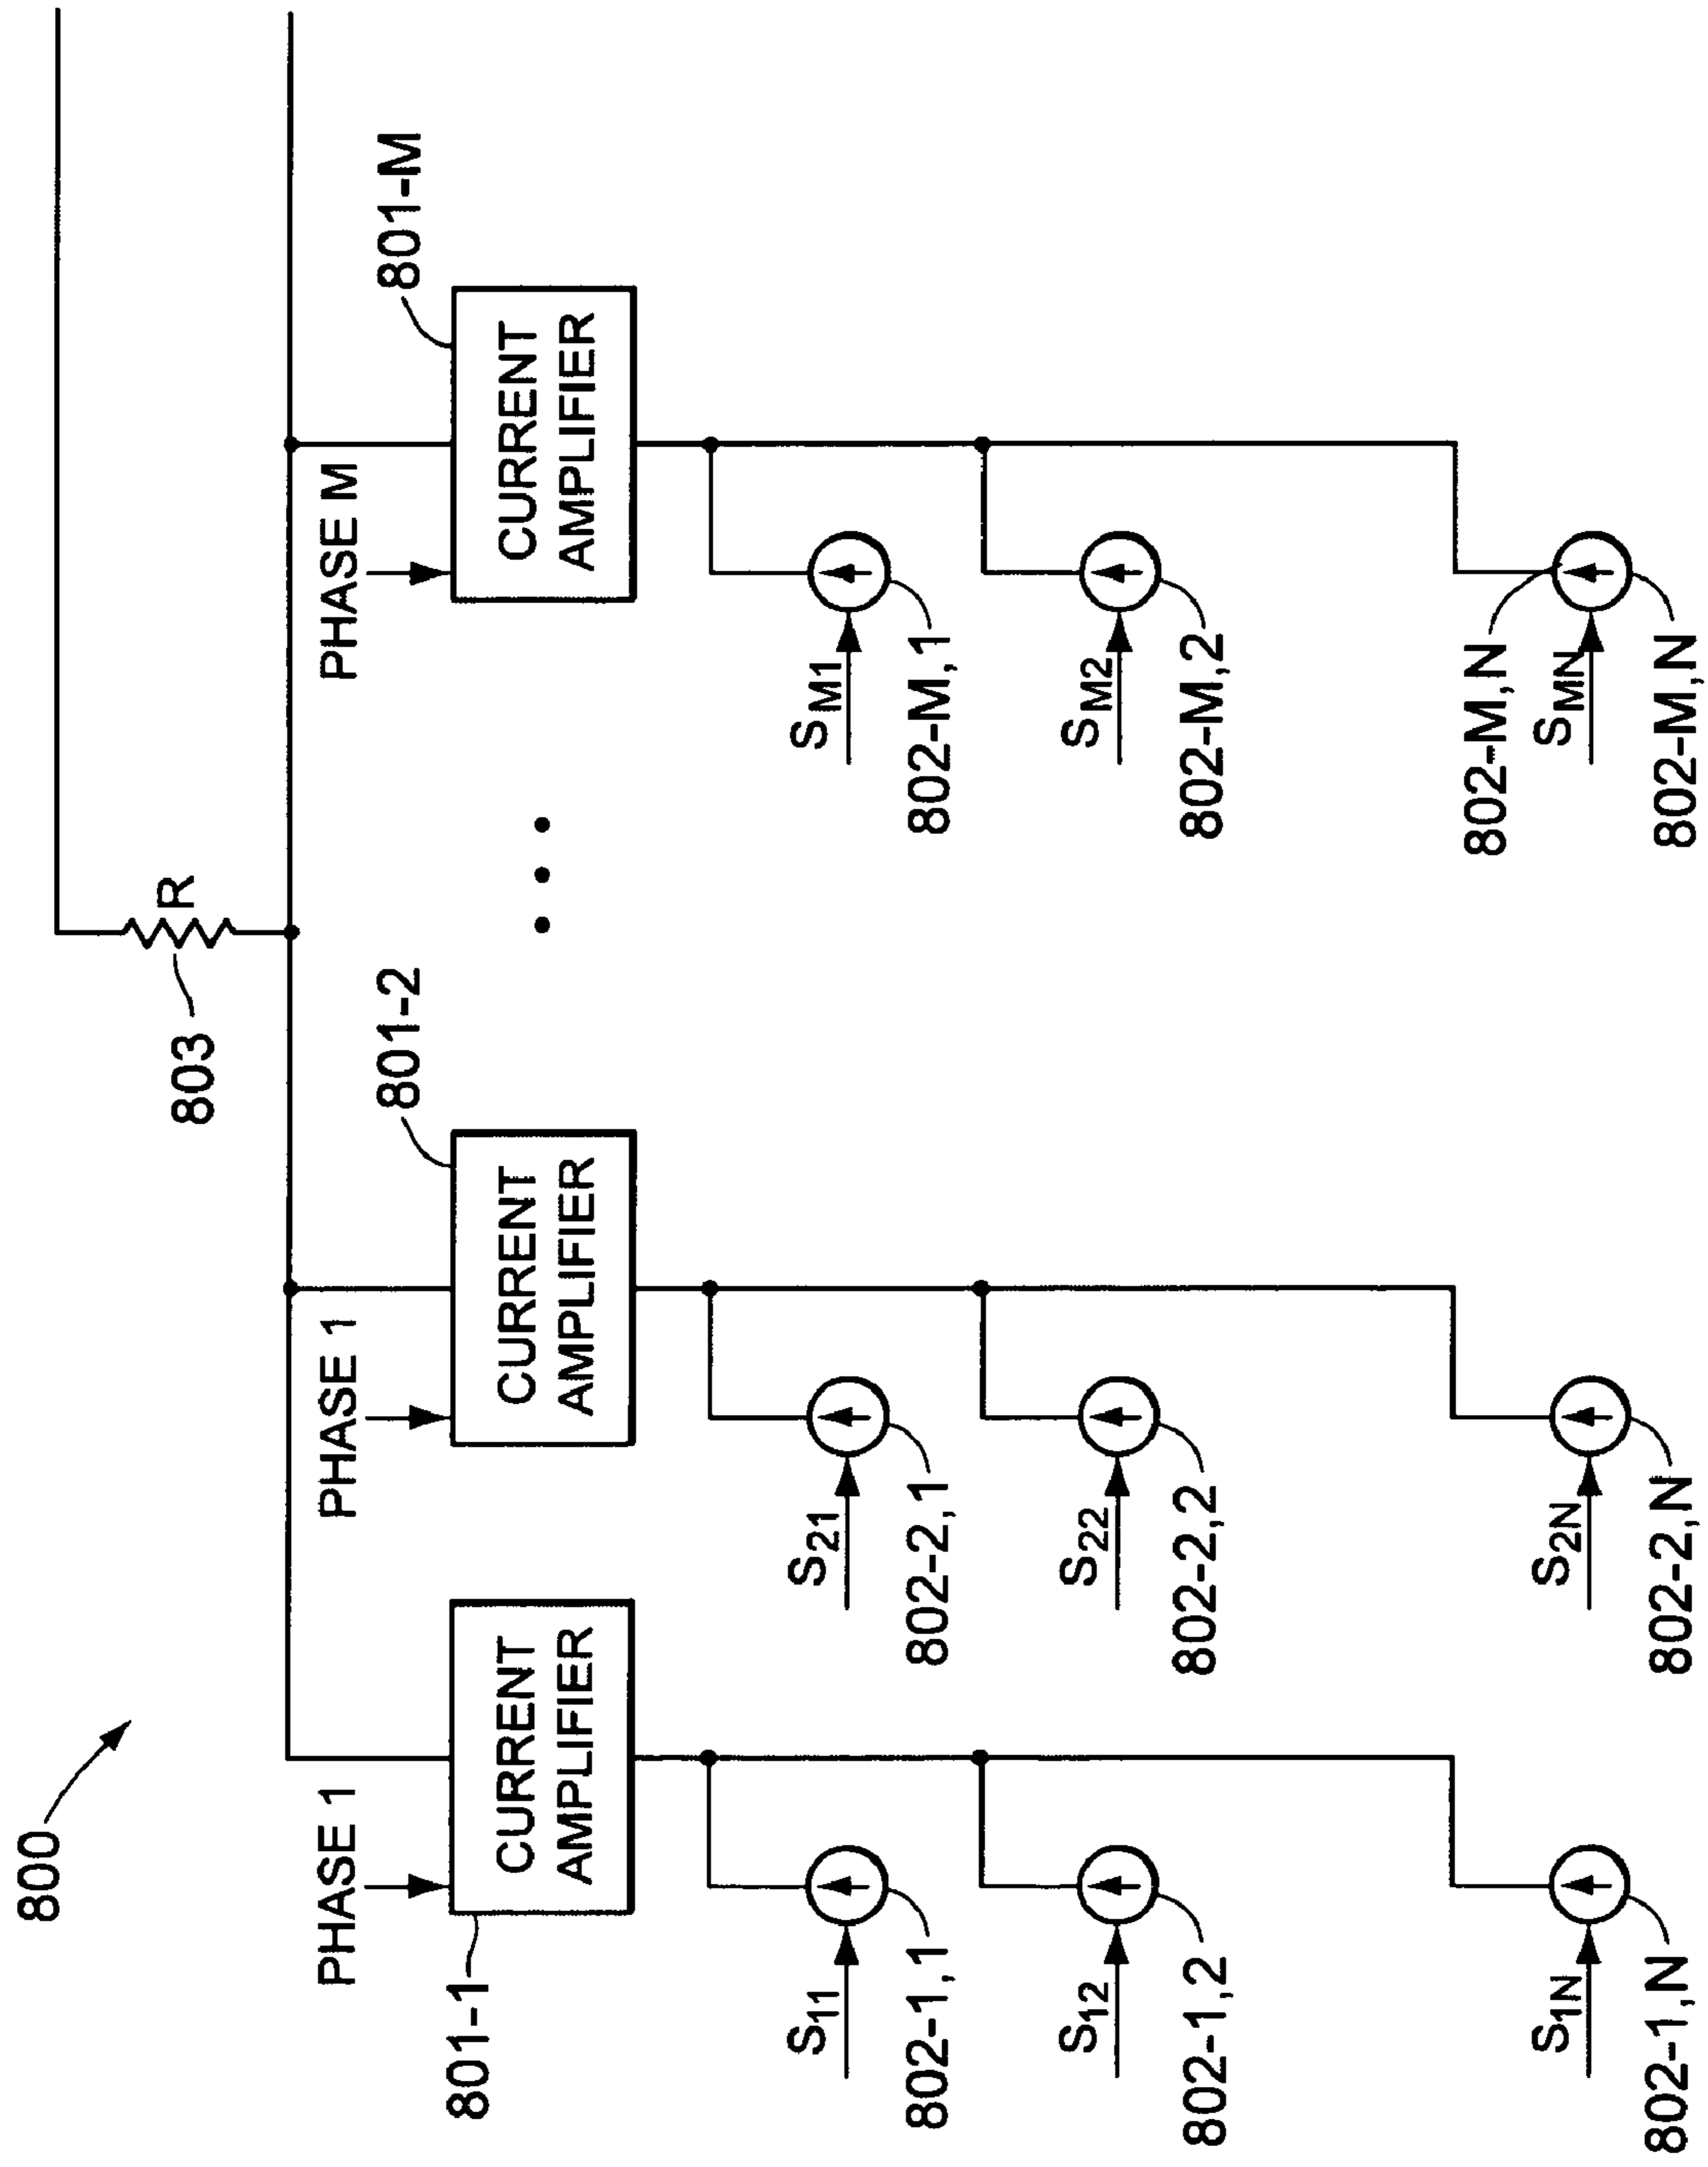 800
R
803
PHASE 1
PHASE 1
PHASE M
801-1
CURRENT
AMPLIFIER
801-2
CURRENT
AMPLIFIER
801-M
CURRENT
AMPLIFIER
S11
802-1,1
S21
802-2,1
SM1
802-M,1
S12
802-1,2
S22
802-2,2
SM2
802-M,2
802-M,N
S1N
802-1,N
S2N
802-2,N
SMN
802-M,N